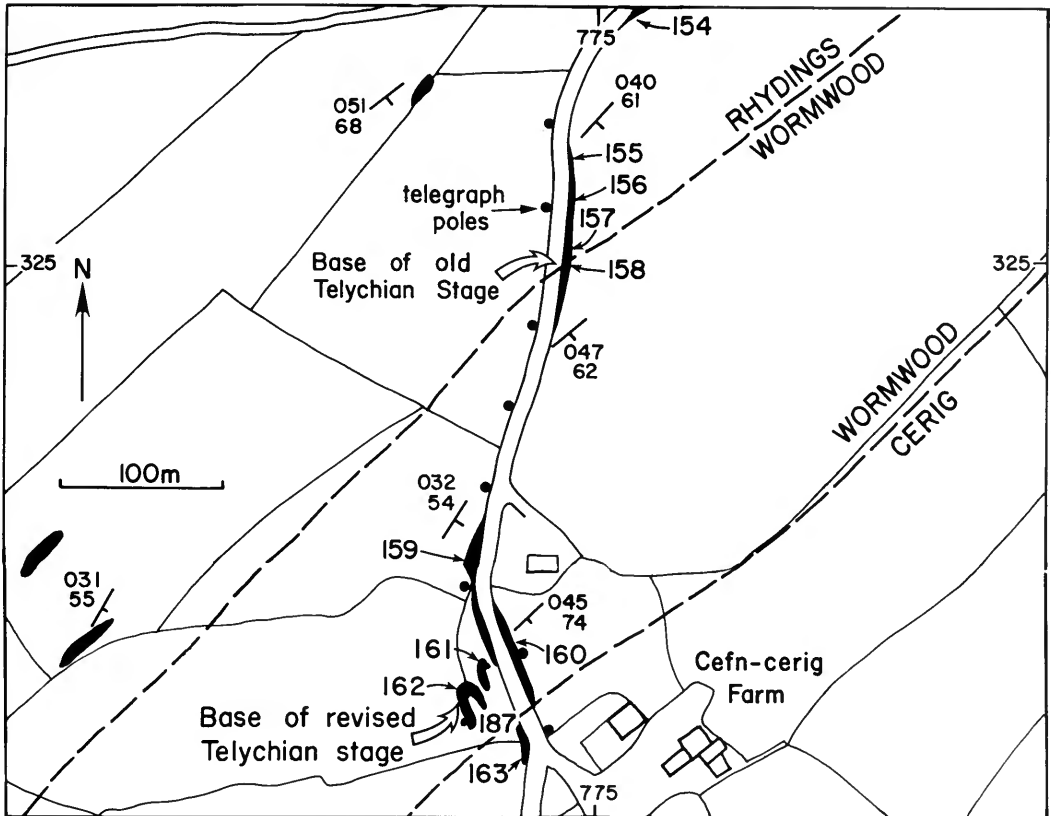 775
154
051
68
040
61
RHYDINGS
WORMWOOD
155
156
telegraph
poles
157
325
N
Base of old
Telychian Stage
158
325
047
62
WORMWOOD
CERIG
100m
032
54
159
031
55
045
74
161
160
162
Cefn-cerig
Farm
Base of revised
Telychian stage
187
163
775